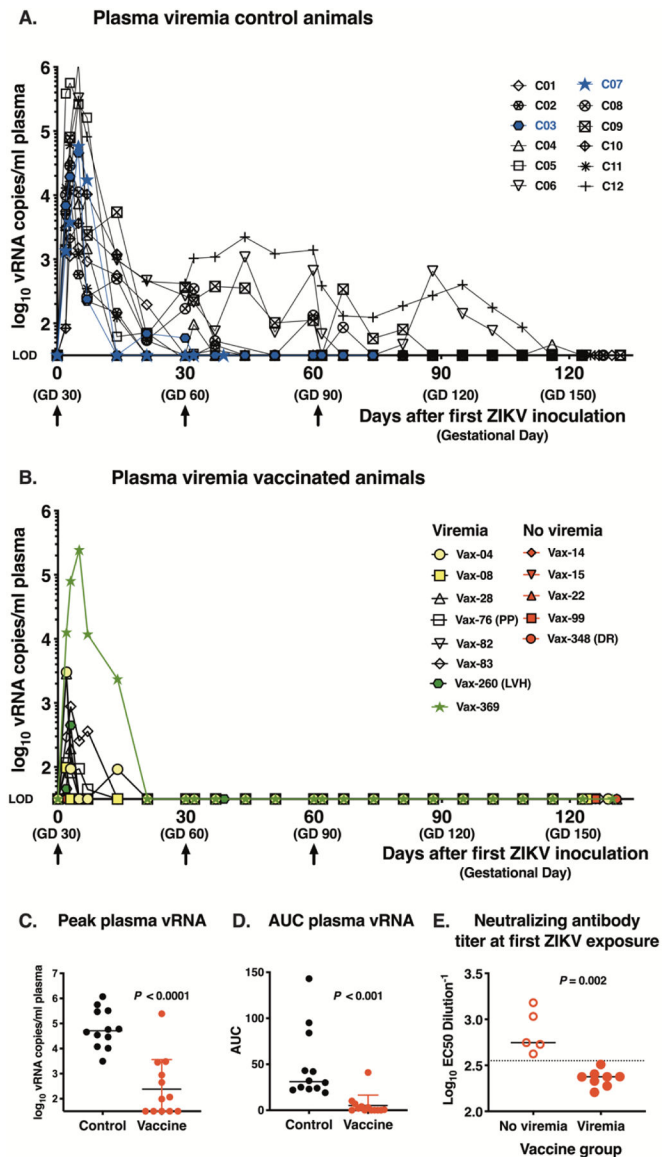 A. Plasma viremia control animals
log10 vRNA copies/ml plasma
6
5
4
3
2
LOD
C01
C02
C03
C04
C05
C06
C07
C08
C09
C10
C11
C12
0 30 60 90 120
(GD 30) (GD 60) (GD 90) (GD 120) (GD 150)
Days after first ZIKV inoculation
(Gestational Day)
B. Plasma viremia vaccinated animals
log10 vRNA copies/ml plasma
6
5
4
3
2
LOD
Viremia
Vax-04
Vax-08
Vax-28
Vax-76 (PP)
Vax-82
Vax-83
Vax-260 (LVH)
Vax-369
No viremia
Vax-14
Vax-15
Vax-22
Vax-99
Vax-348 (DR)
0 30 60 90 120
(GD 30) (GD 60) (GD 90) (GD 120) (GD 150)
Days after first ZIKV inoculation
(Gestational Day)
C. Peak plasma vRNA
log10 vRNA copies/ml plasma
7
6
5
4
3
2
P < 0.0001
Control Vaccine
D. AUC plasma vRNA
AUC
150
100
50
0
P < 0.001
Control Vaccine
E. Neutralizing antibody
titer at first ZIKV exposure
Log10 EC50 Dilution-1
3.5
3.0
2.5
2.0
P = 0.002
No viremia Viremia
Vaccine group